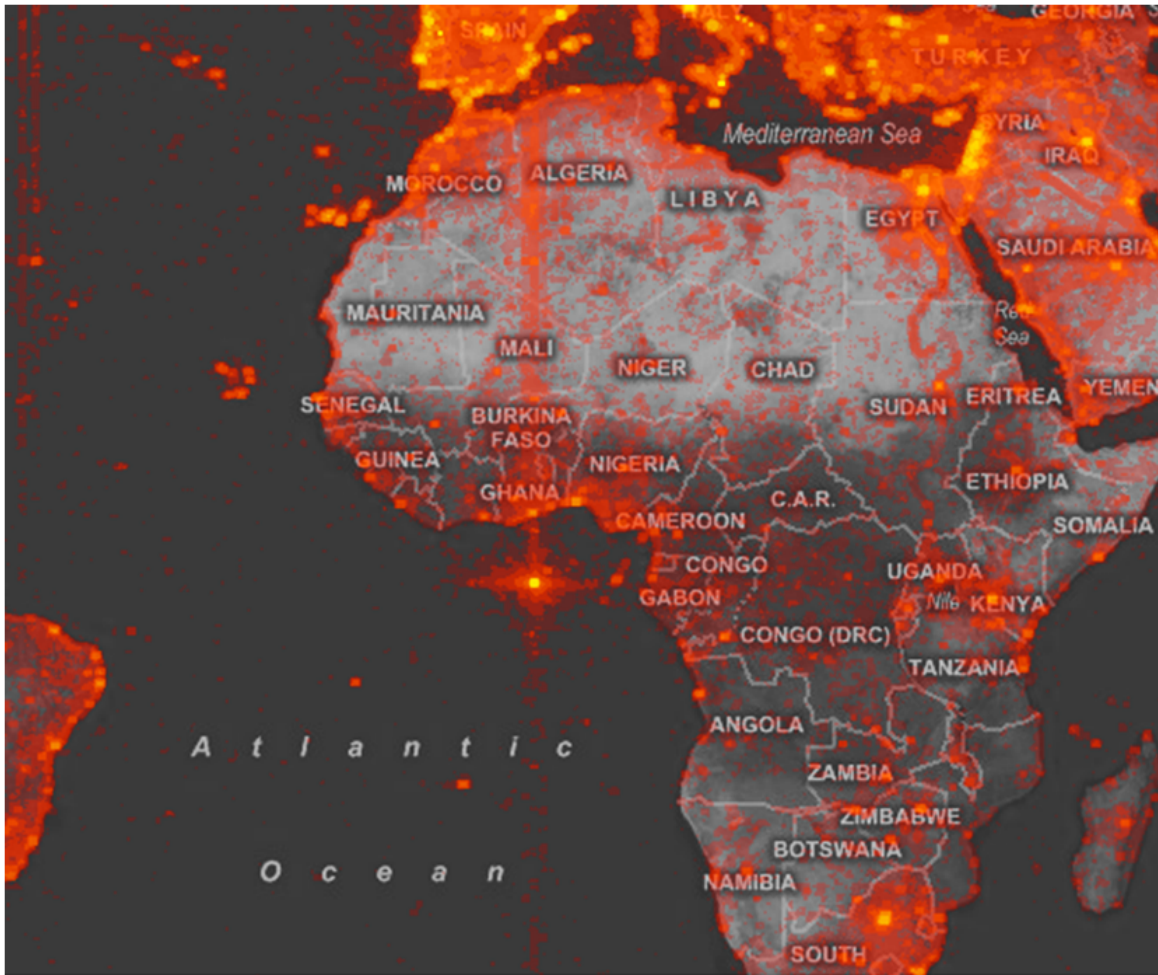 SPAIN
ITALY
GEORGIA
TURKEY
Mediterranean Sea
SYRIA
IRAQ
MOROCCO
ALGERIA
LIBYA
EGYPT
SAUDI ARABIA
MAURITANIA
Red
Sea
MALI
NIGER
CHAD
SENEGAL
BURKINA
FASO
SUDAN
ERITREA
YEMEN
GUINEA
NIGERIA
GHANA
C.A.R.
ETHIOPIA
CAMEROON
SOMALIA
CONGO
UGANDA
GABON
Nile
KENYA
CONGO (DRC)
TANZANIA
ANGOLA
Atlantic
ZAMBIA
ZIMBABWE
BOTSWANA
Ocean
NAMIBIA
SOUTH